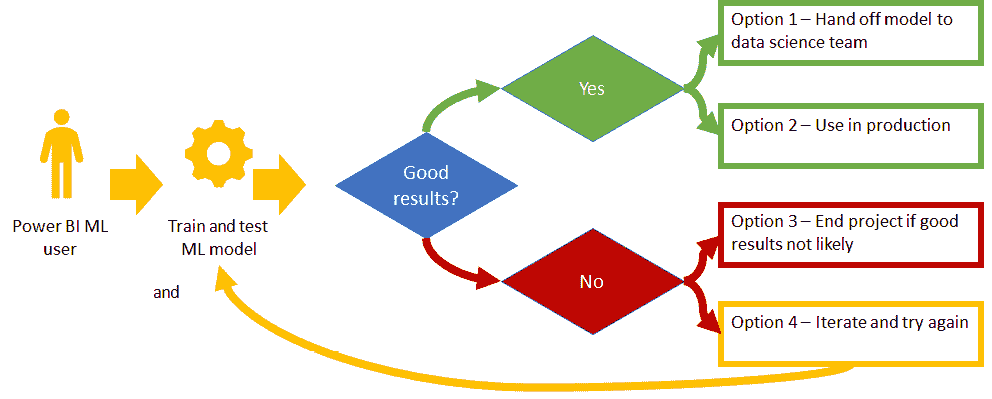 Power BI ML
user
Train and test
ML model
and
Good
results?
Yes
No
Option 1 – Hand off model to
data science team
Option 2 – Use in production
Option 3 – End project if good
results not likely
Option 4 – Iterate and try again